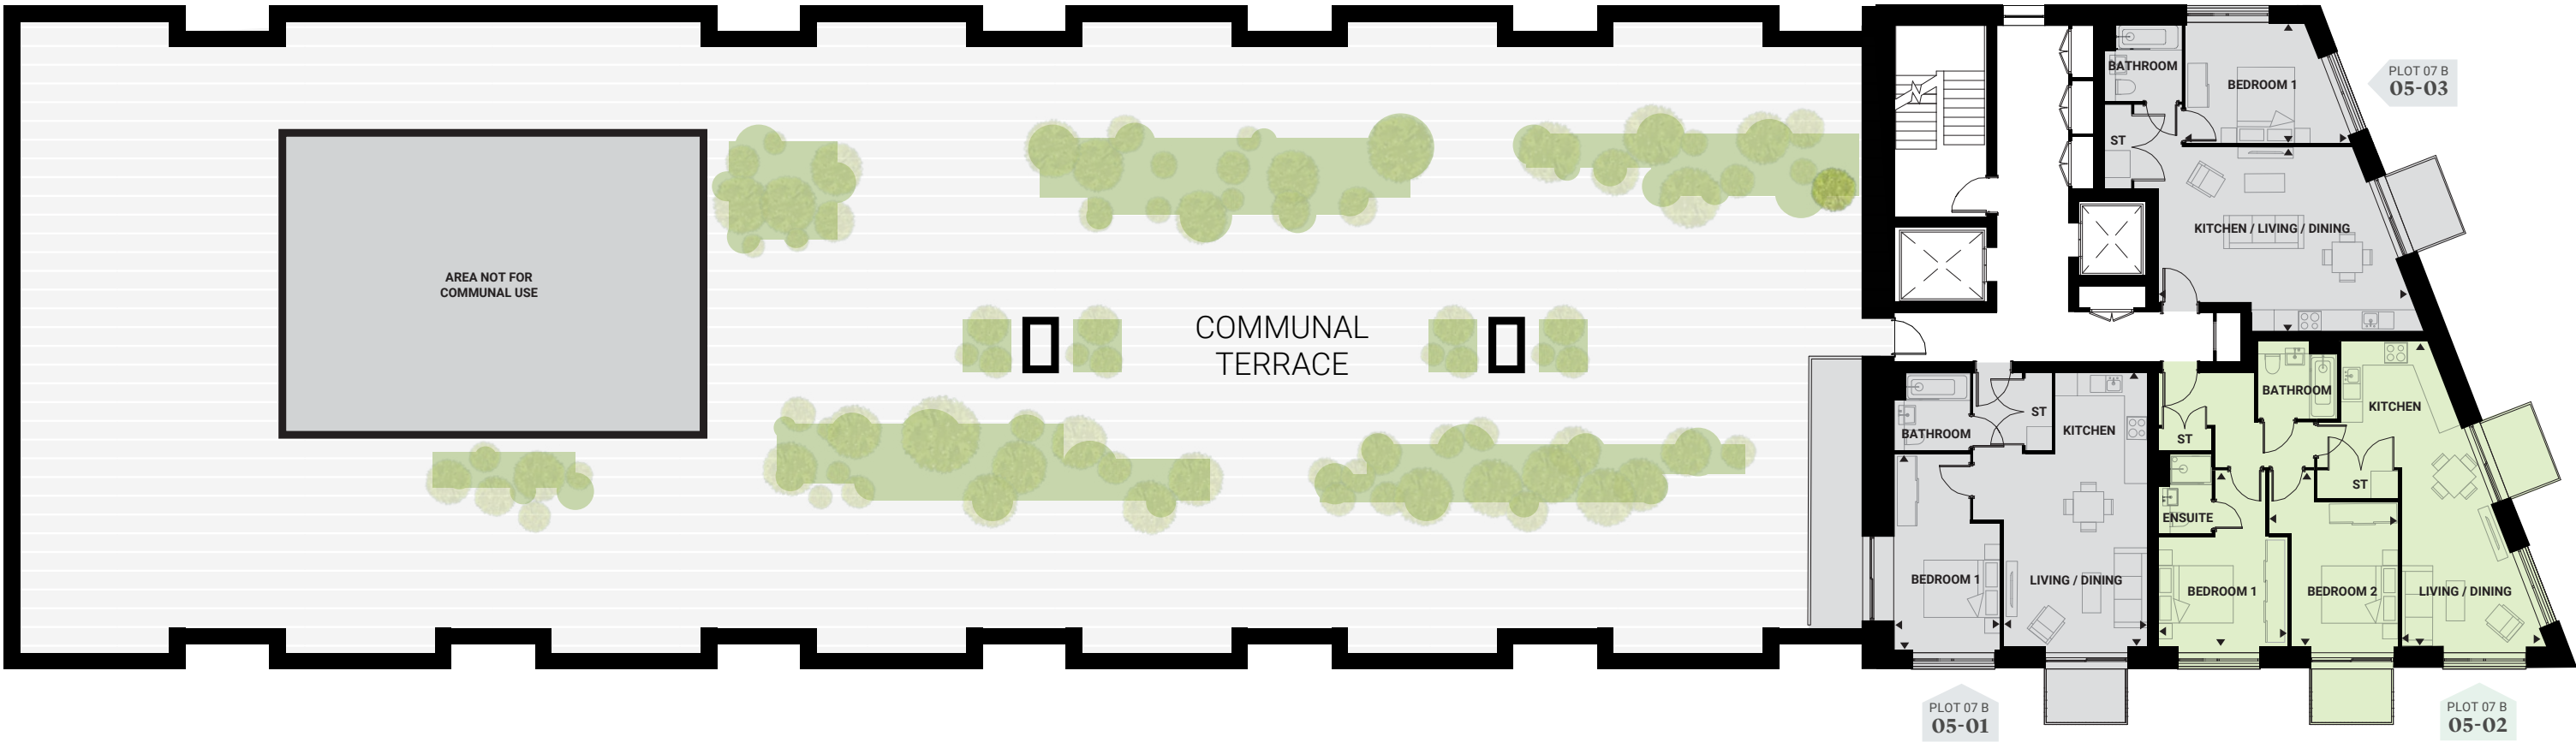 AREA NOT FOR
COMMUNAL USE
COMMUNAL
TERRACE
BATHROOM
BEDROOM 1
ST
KITCHEN / LIVING / DINING
PLOT 07 B
05-03
BATHROOM
ST
KITCHEN
BEDROOM 1
LIVING / DINING
PLOT 07 B
05-01
BATHROOM
KITCHEN
ST
ST
ENSUITE
BEDROOM 1
BEDROOM 2
LIVING / DINING
PLOT 07 B
05-02